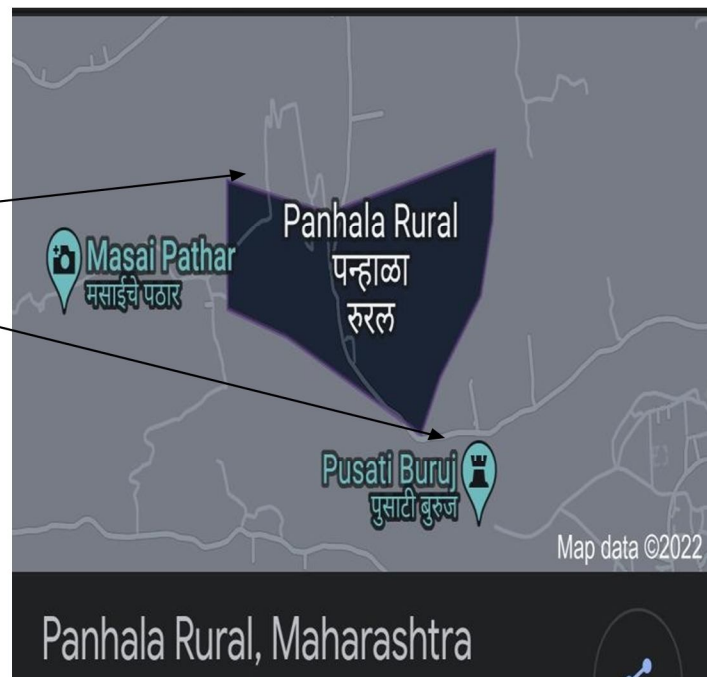 Panhala Rural
पन्हाळा
रुरल
Masai Pathar
मसाईचे पठार
Pusati Buruj
पुसाटी बुरुज
Map data ©2022
Panhala Rural, Maharashtra